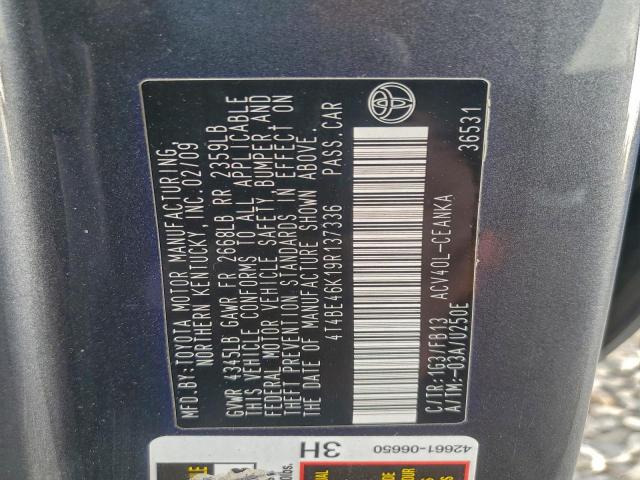 MFD.BY:TOYOTA MOTOR MANUFACTURING,
NORTHERN KENTUCKY, INC.02/09
GVWR 4345LB GAWR FR 2668LB RR 2359LB
THIS VEHICLE CONFORMS TO ALL APPLICABLE
FEDERAL MOTOR VEHICLE SAFETY, BUMPER AND
THEFT PREVENTION STANDARDS IN EFFECT ON
THE DATE OF MANUFACTURE SHOWN ABOVE.
4T4BE46K19R137336 PASS.CAR
C/TR:1G3/FB13 ACV40L-CEANKA
A/TM:-03A/U250E
36531
3H
42661-06650